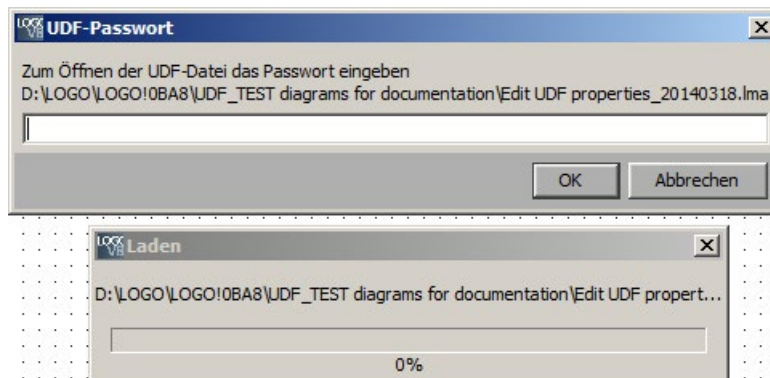 UDF-Passwort
Zum Öffnen der UDF-Datei das Passwort eingeben
D:\LOGO\LOGO!0BA8\UDF_TEST diagrams for documentation\Edit UDF properties_20140318.lma
OK
Abbrechen
Laden
D:\LOGO\LOGO!0BA8\UDF_TEST diagrams for documentation\Edit UDF propert...
0%